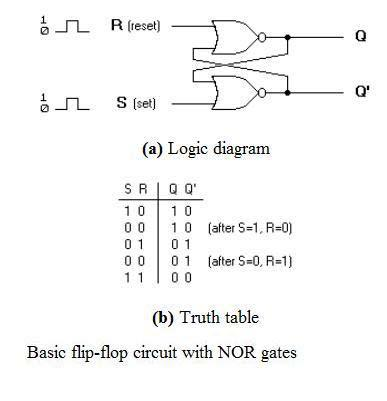 1
0
R (reset)
Q
1
0
S (set)
Q'
(a) Logic diagram
S R Q Q'
1 0 1 0
0 0 1 0 (after S=1, R=0)
0 1 0 1
0 0 0 1 (after S=0, R=1)
1 1 0 0
(b) Truth table
Basic flip-flop circuit with NOR gates